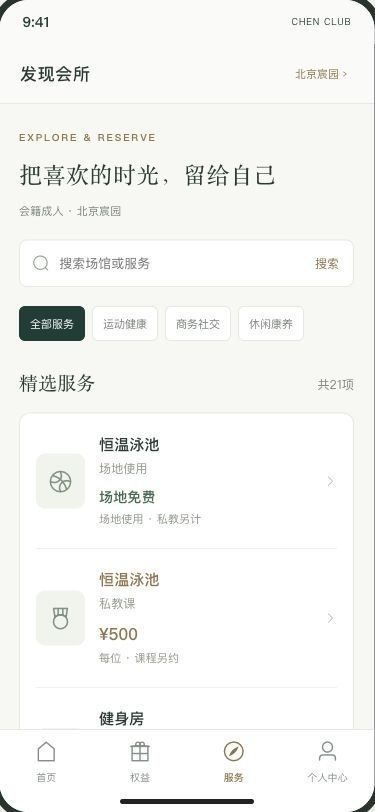 9:41
CHEN CLUB
发现会所
北京宸园 ›
EXPLORE & RESERVE
把喜欢的时光，留给自己
会籍成人 · 北京宸园
搜索场馆或服务
搜索
全部服务
运动健康
商务社交
休闲康养
精选服务
共21项
恒温泳池
场地使用
场地免费
场地使用 · 私教另计
恒温泳池
私教课
¥500
每位 · 课程另约
健身房
首页
权益
服务
个人中心